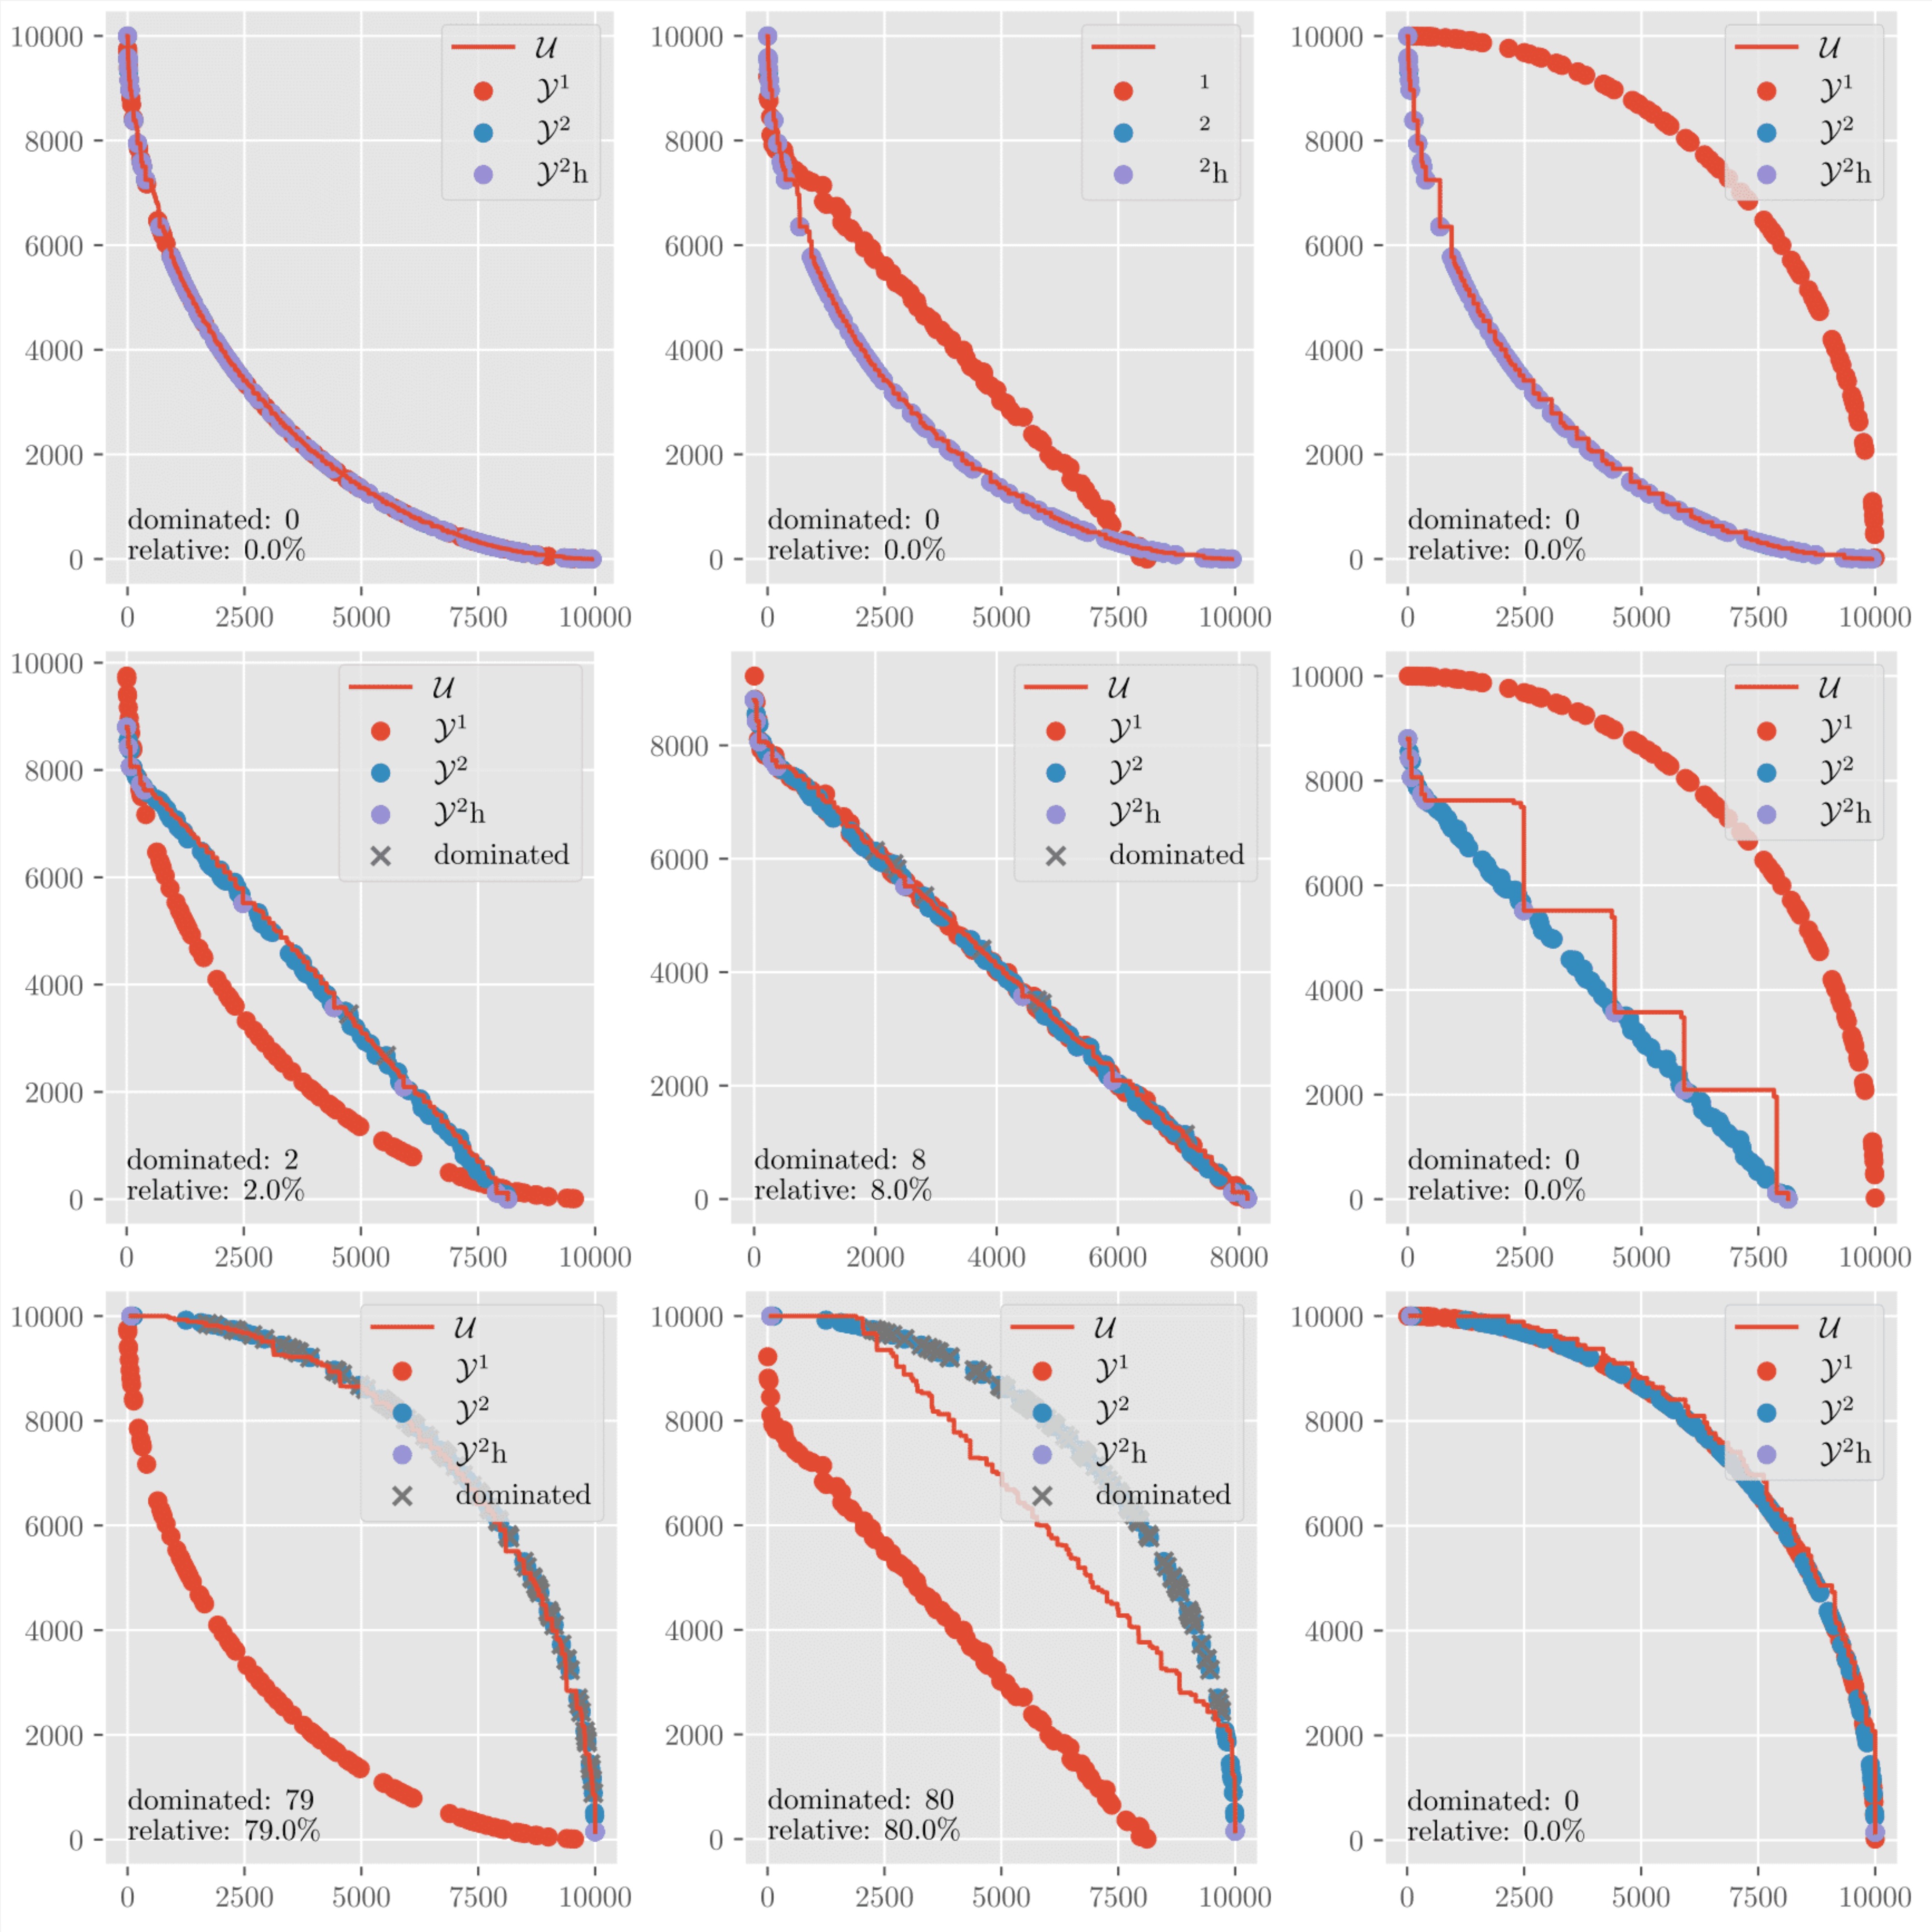 10000
8000
6000
4000
2000
0
0 2500 5000 7500 10000
𝒰
𝒴¹
𝒴²
𝒴²h
dominated: 0
relative: 0.0%
10000
8000
6000
4000
2000
0
0 2500 5000 7500 10000
1
2
²h
dominated: 0
relative: 0.0%
10000
8000
6000
4000
2000
0
0 2500 5000 7500 10000
𝒰
𝒴¹
𝒴²
𝒴²h
dominated: 0
relative: 0.0%
10000
8000
6000
4000
2000
0
0 2500 5000 7500 10000
𝒰
𝒴¹
𝒴²
𝒴²h
dominated
dominated: 2
relative: 2.0%
8000
6000
4000
2000
0
0 2000 4000 6000 8000
𝒰
𝒴¹
𝒴²
𝒴²h
dominated
dominated: 8
relative: 8.0%
10000
8000
6000
4000
2000
0
0 2500 5000 7500 10000
𝒰
𝒴¹
𝒴²
𝒴²h
dominated: 0
relative: 0.0%
10000
8000
6000
4000
2000
0
0 2500 5000 7500 10000
𝒰
𝒴¹
𝒴²
𝒴²h
dominated
dominated: 79
relative: 79.0%
10000
8000
6000
4000
2000
0
0 2500 5000 7500 10000
𝒰
𝒴¹
𝒴²
𝒴²h
dominated
dominated: 80
relative: 80.0%
10000
8000
6000
4000
2000
0
0 2500 5000 7500 10000
𝒰
𝒴¹
𝒴²
𝒴²h
dominated: 0
relative: 0.0%